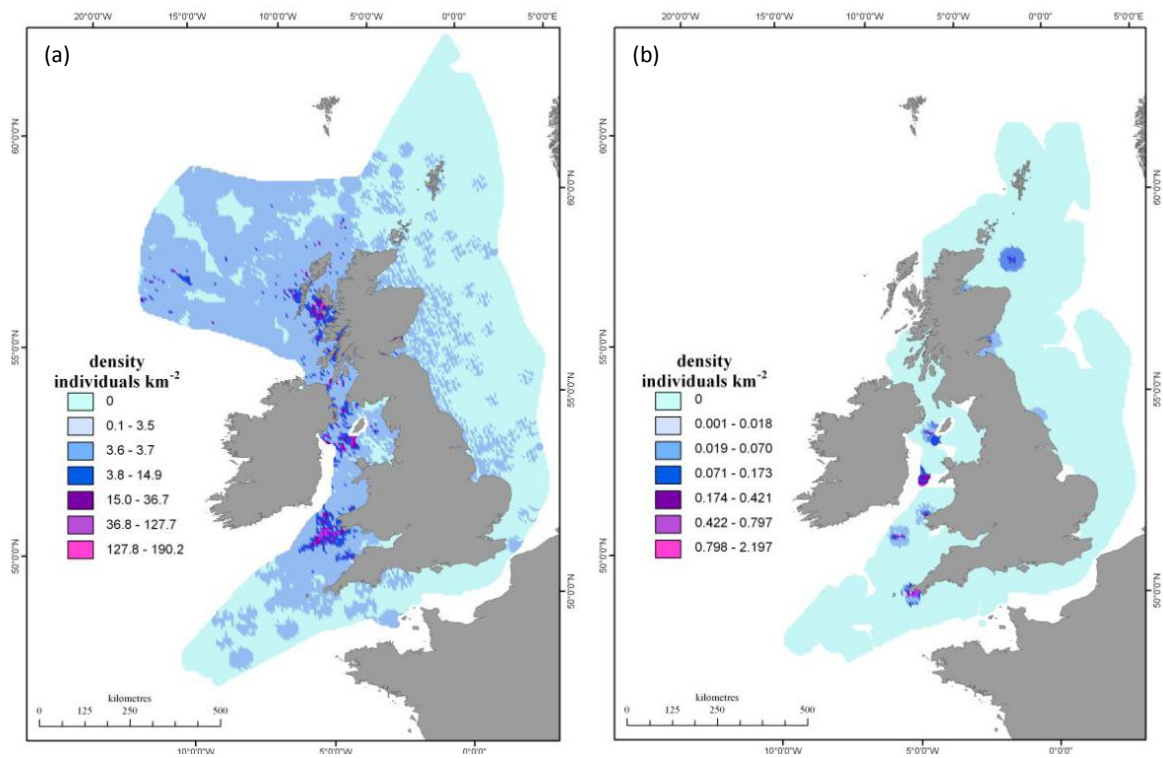 20°0'0"W 15°0'0"W 10°0'0"W 5°0'0"W 0°0'0" 5°0'0"E
(a)
60°0'0"N
60°0'0"N
55°0'0"N
55°0'0"N
50°0'0"N
50°0'0"N
density
individuals km⁻²
0
0.1 - 3.5
3.6 - 3.7
3.8 - 14.9
15.0 - 36.7
36.8 - 127.7
127.8 - 190.2
kilometres
0 125 250 500
10°0'0"W 5°0'0"W 0°0'0"
20°0'0"W 15°0'0"W 10°0'0"W 5°0'0"W 0°0'0" 5°0'0"E
(b)
60°0'0"N
60°0'0"N
55°0'0"N
55°0'0"N
50°0'0"N
50°0'0"N
density
individuals km⁻²
0
0.001 - 0.018
0.019 - 0.070
0.071 - 0.173
0.174 - 0.421
0.422 - 0.797
0.798 - 2.197
kilometres
0 125 250 500
10°0'0"W 5°0'0"W 0°0'0"